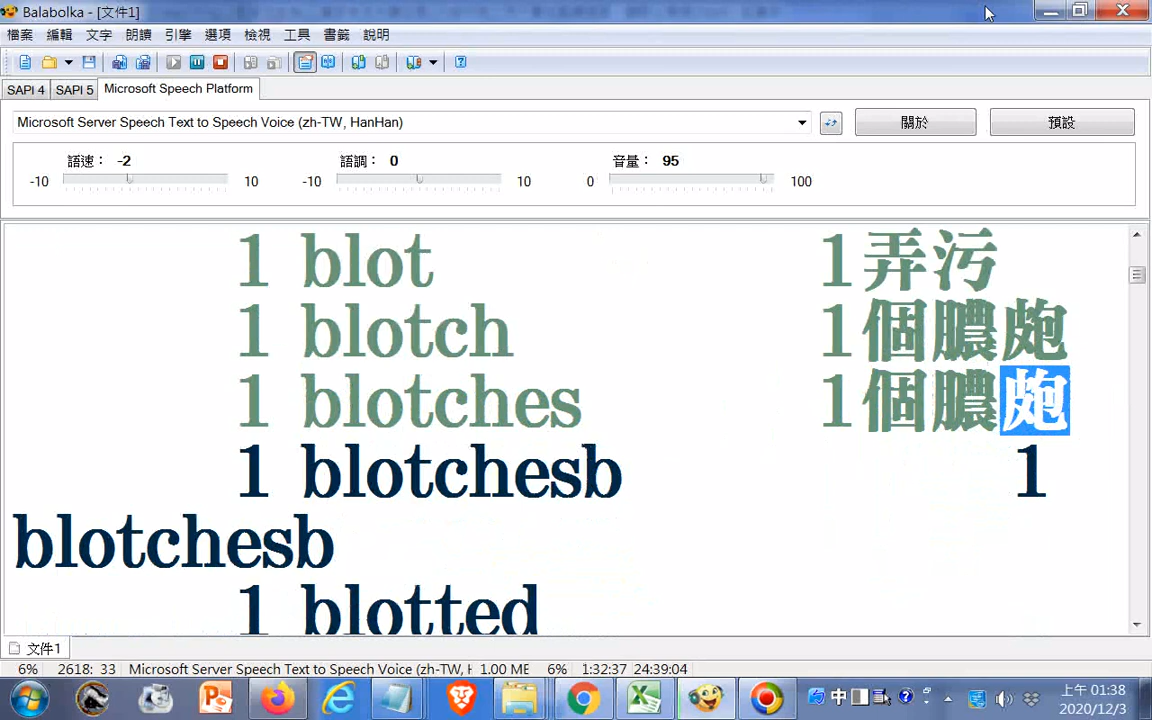 Balabolka - [文件1]
檔案 編輯 文字 朗讀 引擎 選項 檢視 工具 書籤 說明
SAPI 4 SAPI 5 Microsoft Speech Platform
Microsoft Server Speech Text to Speech Voice (zh-TW, HanHan) 關於 預設
語速： -2 語調： 0 音量： 95
-10 10 -10 10 0 100
1 blot 1弄污
1 blotch 1個膿皰
1 blotches 1個膿皰
1 blotchesb 1
blotchesb
1 blotted
文件1
6% 2618: 33 Microsoft Server Speech Text to Speech Voice (zh-TW, H 1.00 ME 6% 1:32:37 24:39:04
中 上午 01:38
2020/12/3